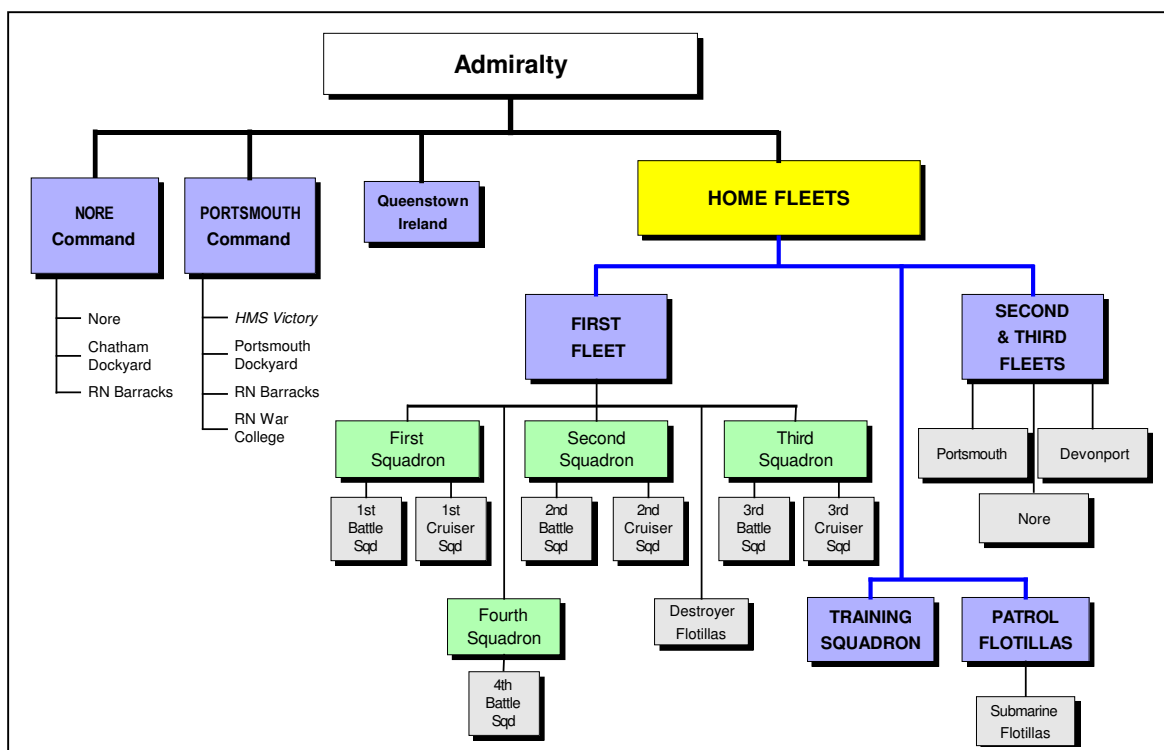 Admiralty
NORE
Command
PORTSMOUTH
Command
Queenstown
Ireland
HOME FLEETS
Nore
Chatham
Dockyard
RN Barracks
HMS Victory
Portsmouth
Dockyard
RN Barracks
RN War
College
FIRST
FLEET
SECOND
& THIRD
FLEETS
First
Squadron
Second
Squadron
Third
Squadron
Portsmouth
Devonport
Nore
1st
Battle
Sqd
1st
Cruiser
Sqd
2nd
Battle
Sqd
2nd
Cruiser
Sqd
3rd
Battle
Sqd
3rd
Cruiser
Sqd
Fourth
Squadron
Destroyer
Flotillas
TRAINING
SQUADRON
PATROL
FLOTILLAS
4th
Battle
Sqd
Submarine
Flotillas